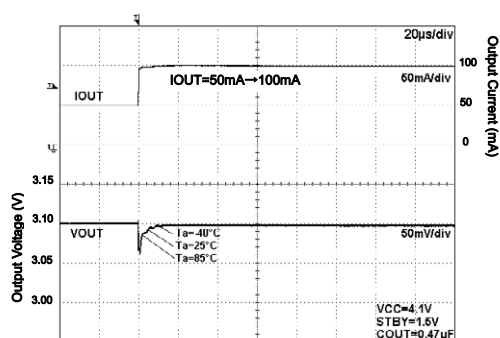 20µs/div
100
IOUT=50mA→100mA
50mA/div
IOUT
50
0
Output Current (mA)
3.15
3.10
VOUT
Ta=-40°C
50mV/div
Ta=25°C
3.05
Ta=85°C
3.00
Output Voltage (V)
VCC=4.1V
STBY=1.5V
COUT=0.47µF